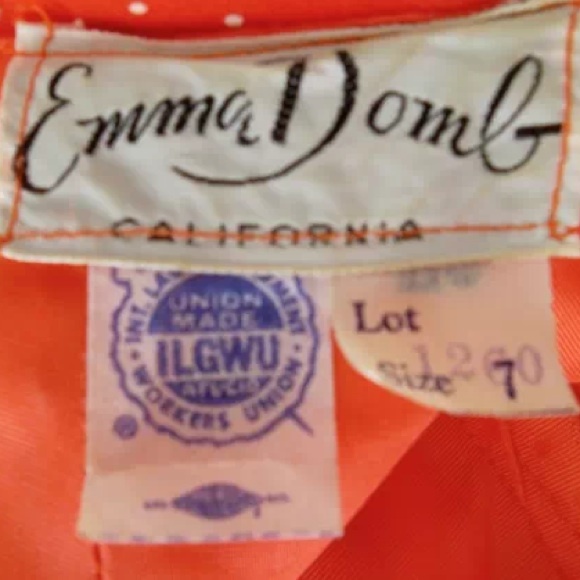 Emma Domb
CALIFORNIA
INT. LADIES GARMENT
UNION
MADE
ILGWU
AFL-CIO
WORKERS UNION
®
Lot
1260
Size 7